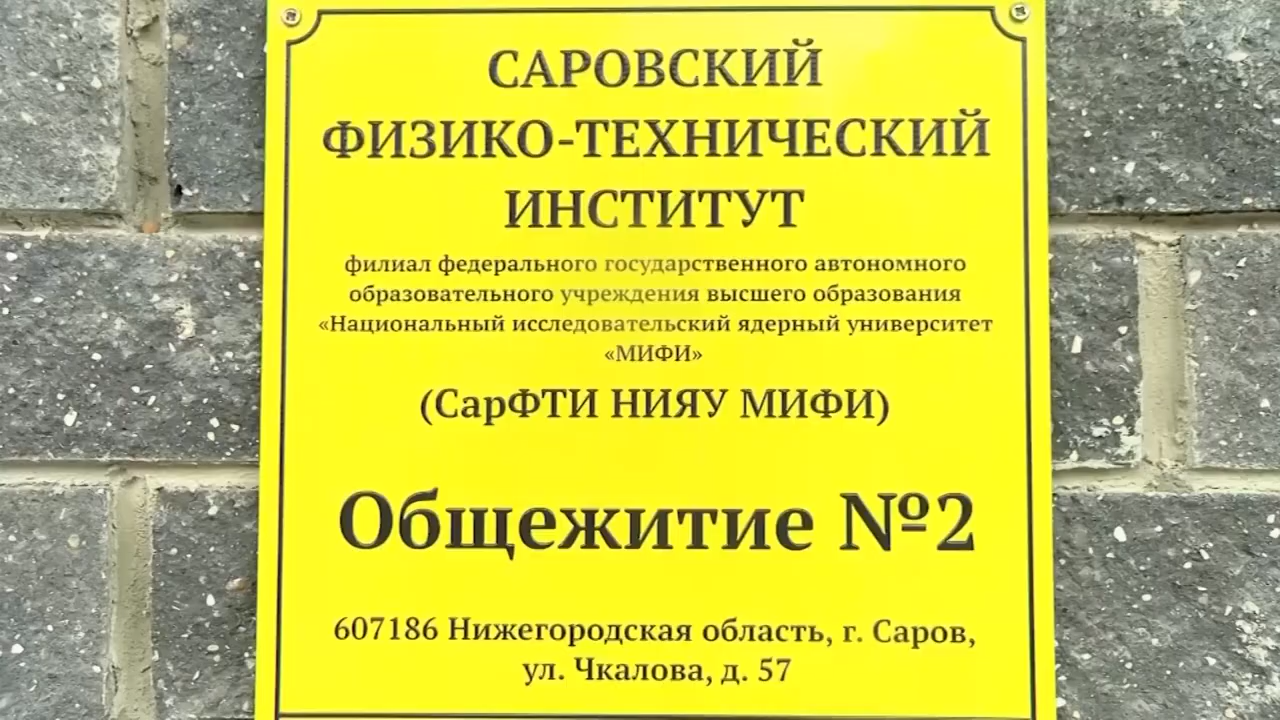 САРОВСКИЙ
ФИЗИКО-ТЕХНИЧЕСКИЙ
ИНСТИТУТ
филиал федерального государственного автономного
образовательного учреждения высшего образования
«Национальный исследовательский ядерный университет
«МИФИ»
(СарФТИ НИЯУ МИФИ)
Общежитие №2
607186 Нижегородская область, г. Саров,
ул. Чкалова, д. 57